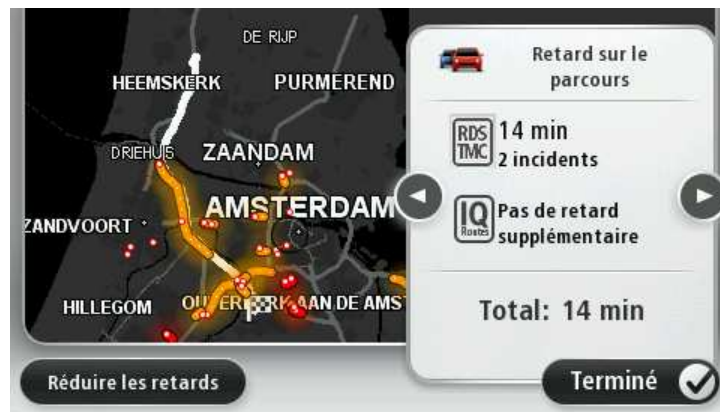 DE RIJP
HEEMSKERK
PURMEREND
DRIEHUIS
ZAANDAM
AMSTERDAM
ZANDVOORT
HILLEGOM
Réduire les retards
Retard sur le
parcours
RDS
TMC
14 min
2 incidents
IQ
Routes
Pas de retard
supplémentaire
Total: 14 min
Terminé